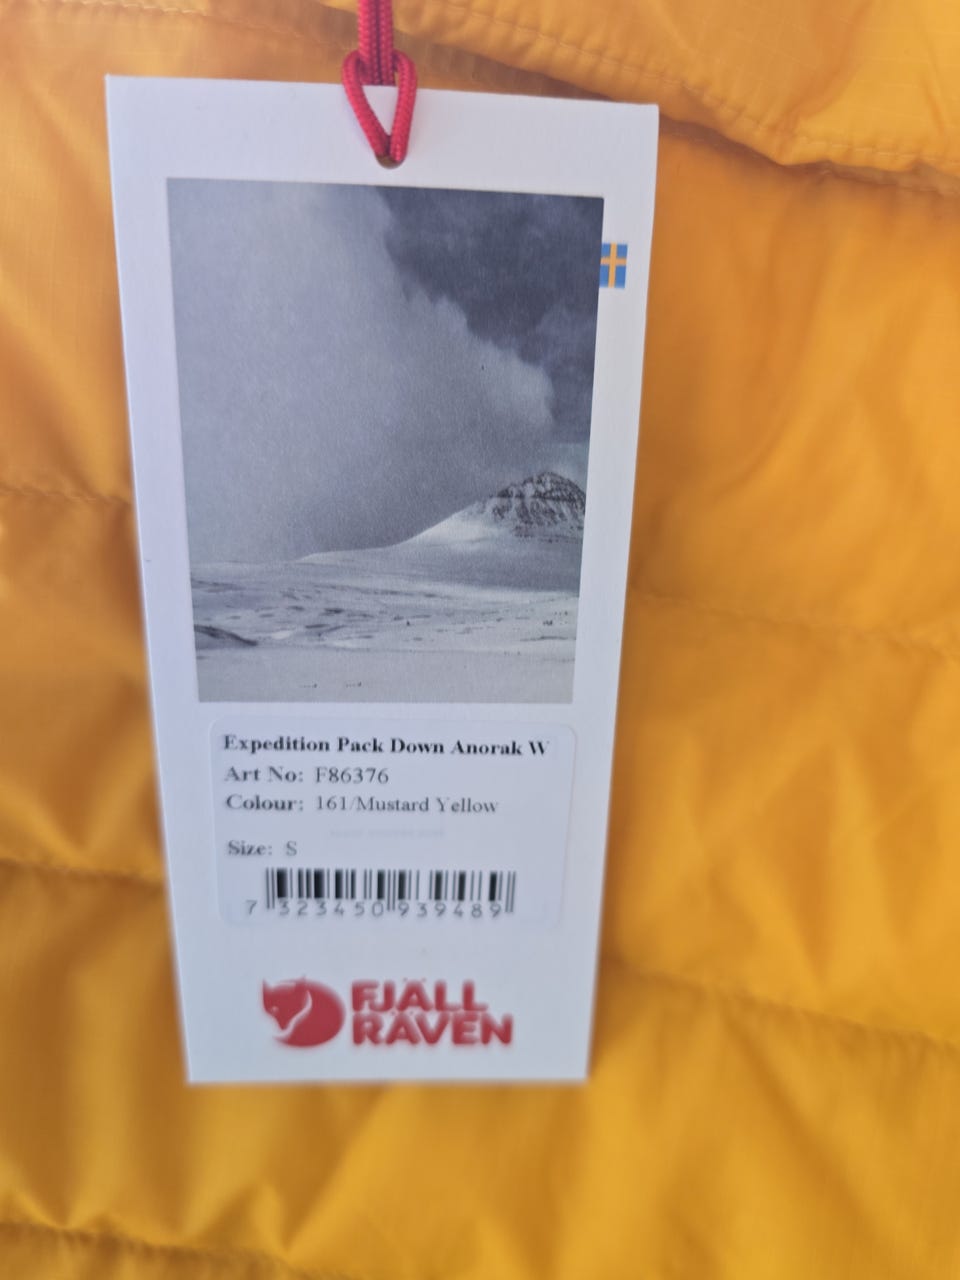 Expedition Pack Down Anorak W
Art No: F86376
Colour: 161/Mustard Yellow
Size: S
7 323450 939489
FJÄLL
RÄVEN